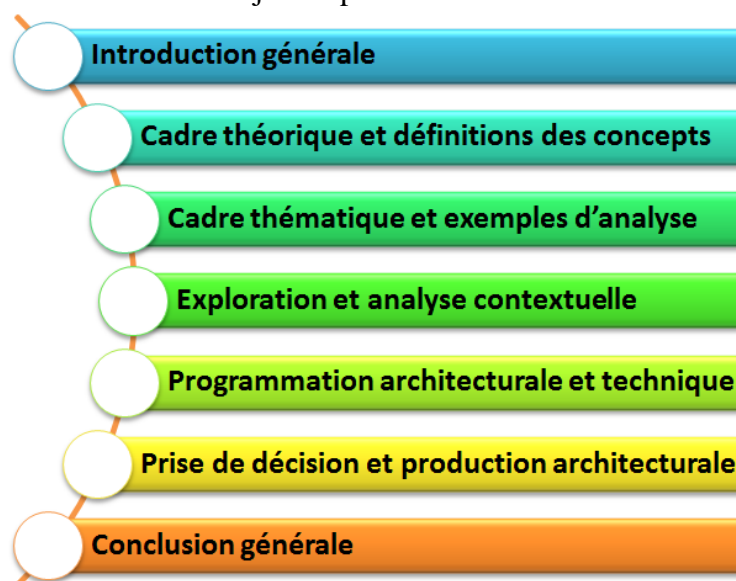 Introduction générale
Cadre théorique et définitions des concepts
Cadre thématique et exemples d'analyse
Exploration et analyse contextuelle
Programmation architecturale et technique
Prise de décision et production architecturale
Conclusion générale